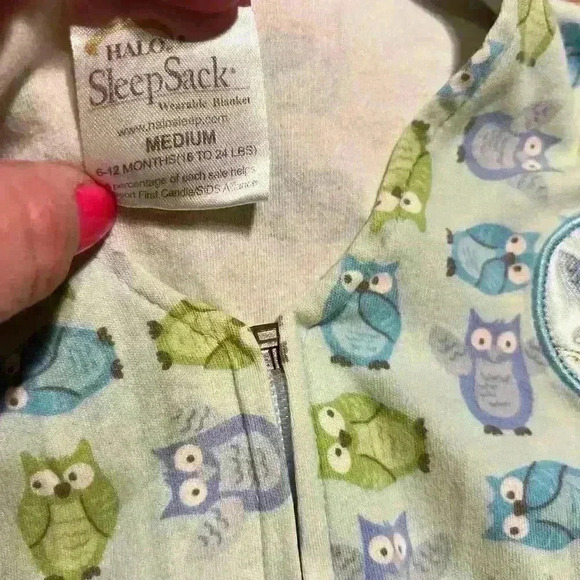 HALO
SleepSack®
Wearable Blanket
www.halosleep.com
MEDIUM
6-12 MONTHS(16 TO 24 LBS)
percentage of each sale helps
First Candle/SIDS Alliance